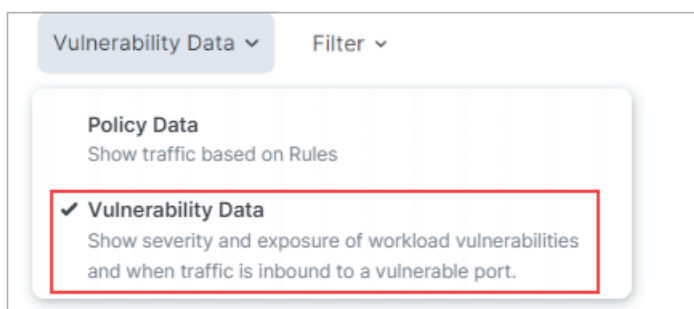 Vulnerability Data Filter
Policy Data
Show traffic based on Rules
Vulnerability Data
Show severity and exposure of workload vulnerabilities
and when traffic is inbound to a vulnerable port.